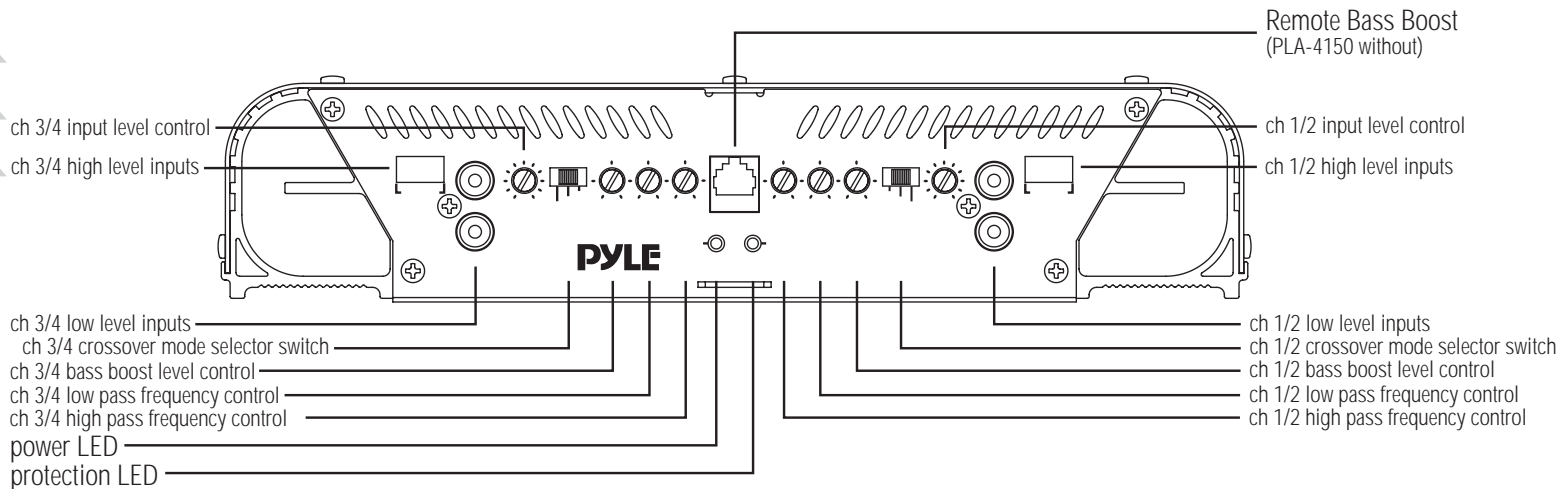 Remote Bass Boost
(PLA-4150 without)
ch 3/4 input level control
ch 3/4 high level inputs
ch 1/2 input level control
ch 1/2 high level inputs
PYLE
ch 3/4 low level inputs
ch 3/4 crossover mode selector switch
ch 3/4 bass boost level control
ch 3/4 low pass frequency control
ch 3/4 high pass frequency control
power LED
protection LED
ch 1/2 low level inputs
ch 1/2 crossover mode selector switch
ch 1/2 bass boost level control
ch 1/2 low pass frequency control
ch 1/2 high pass frequency control